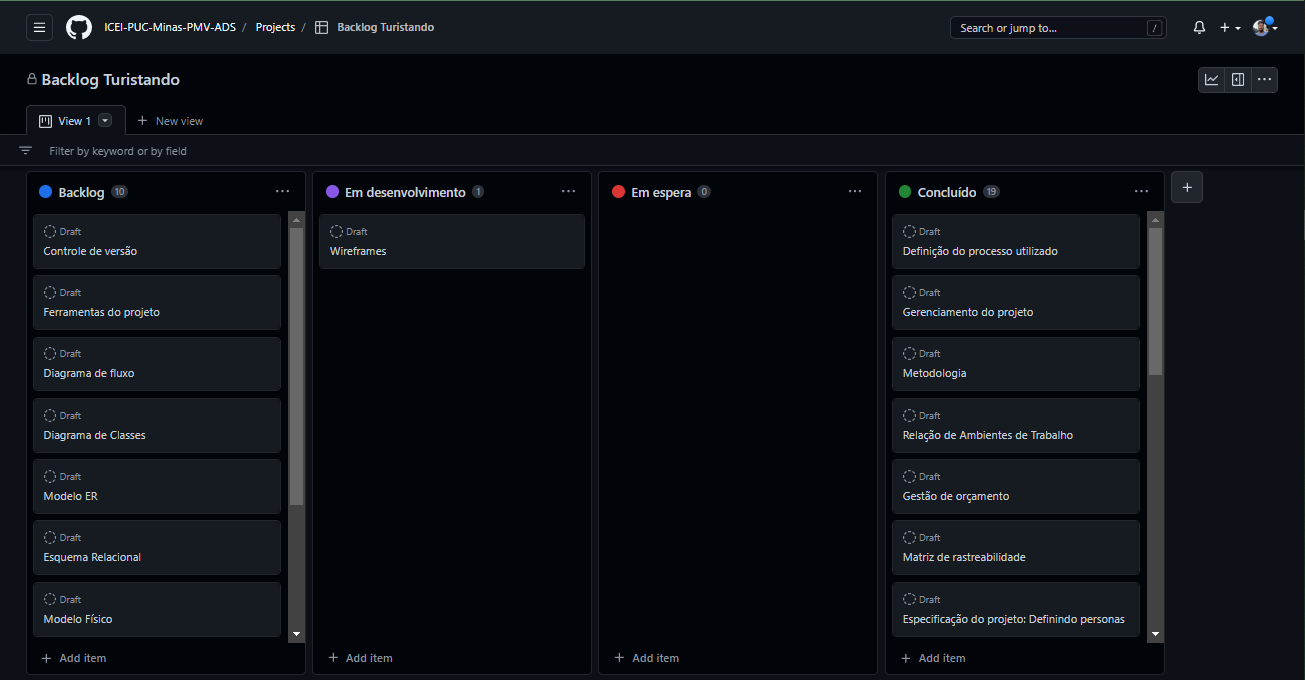 ICEI-PUC-Minas-PMV-ADS / Projects / Backlog Turistando
Search or jump to... /
Backlog Turistando
View 1
New view
Filter by keyword or by field
Backlog 10
Draft
Controle de versão
Draft
Ferramentas do projeto
Draft
Diagrama de fluxo
Draft
Diagrama de Classes
Draft
Modelo ER
Draft
Esquema Relacional
Draft
Modelo Físico
+ Add item
Em desenvolvimento 1
Draft
Wireframes
+ Add item
Em espera 0
+ Add item
Concluído 19
Draft
Definição do processo utilizado
Draft
Gerenciamento do projeto
Draft
Metodologia
Draft
Relação de Ambientes de Trabalho
Draft
Gestão de orçamento
Draft
Matriz de rastreabilidade
Draft
Especificação do projeto: Definindo personas
+ Add item